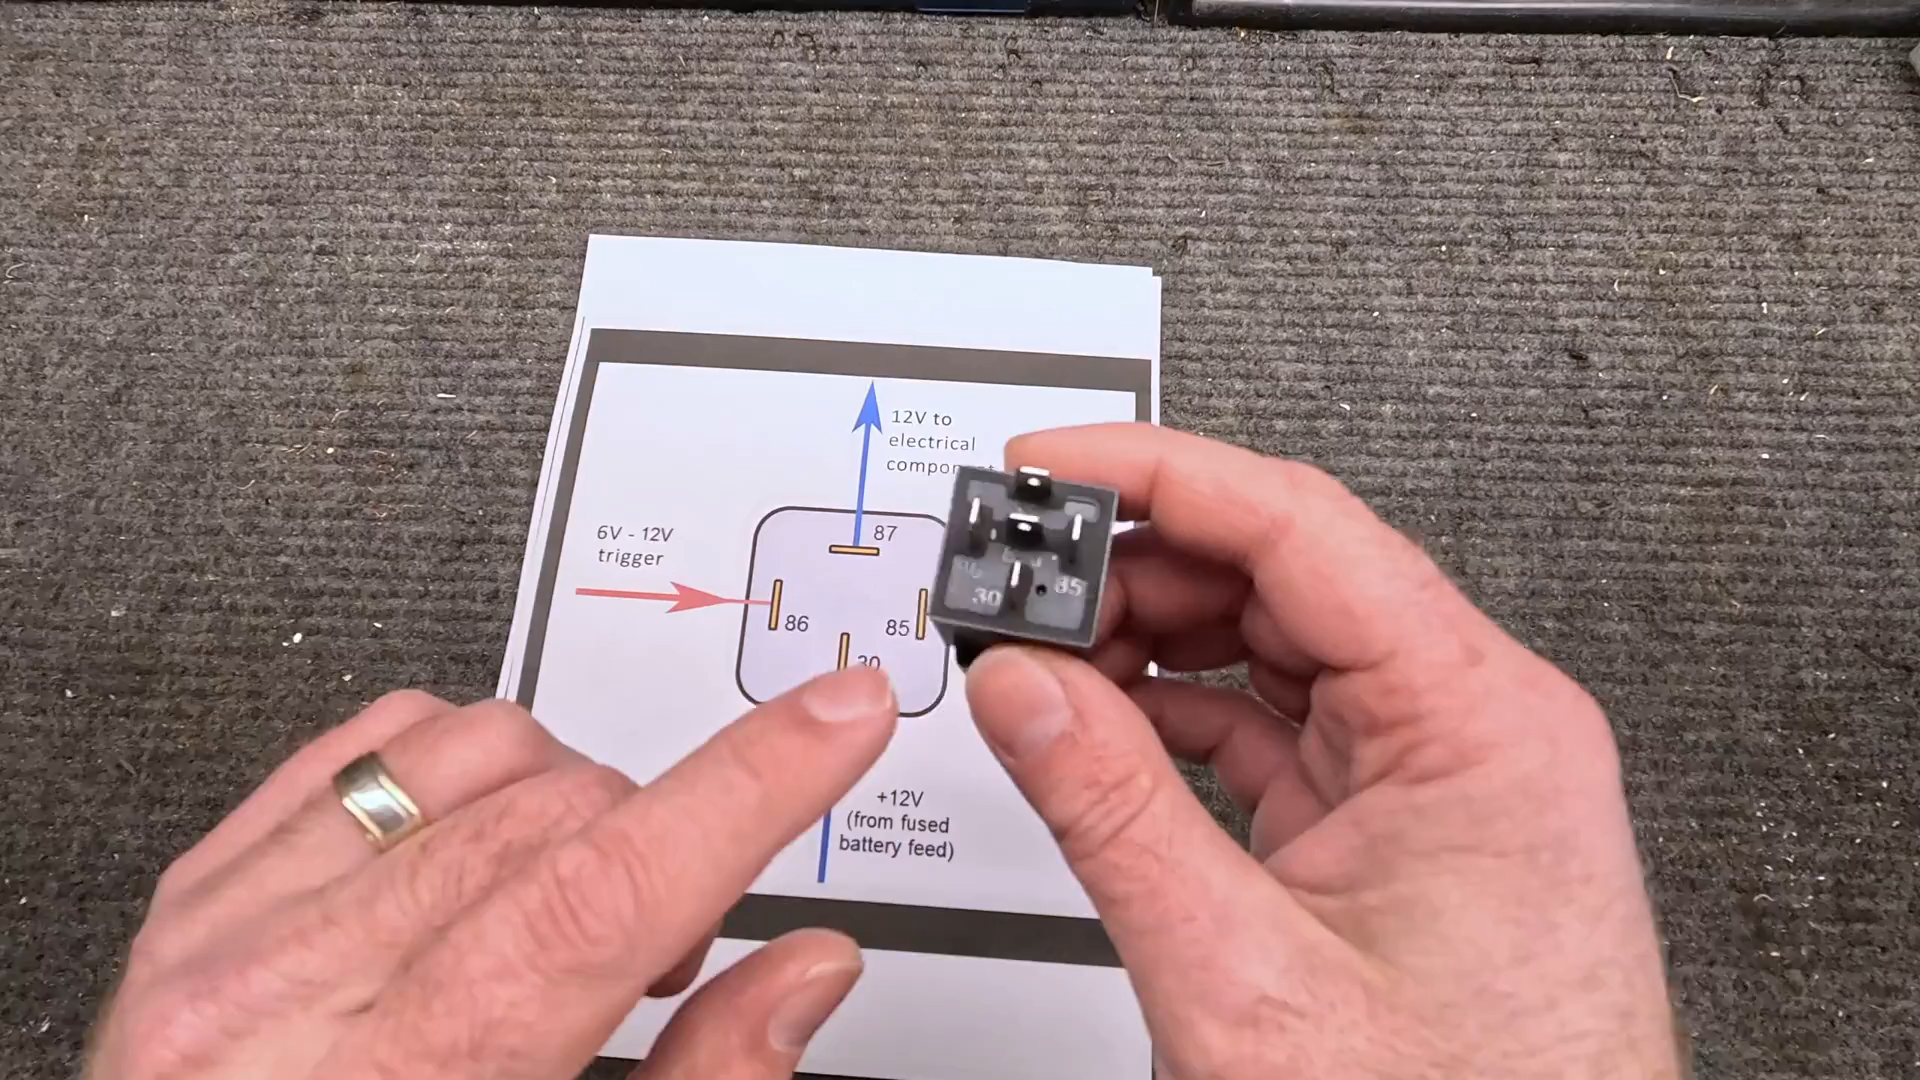 12V to
electrical
6V - 12V
trigger
87
86
85
30
30
85
+12V
(from fused
battery feed)